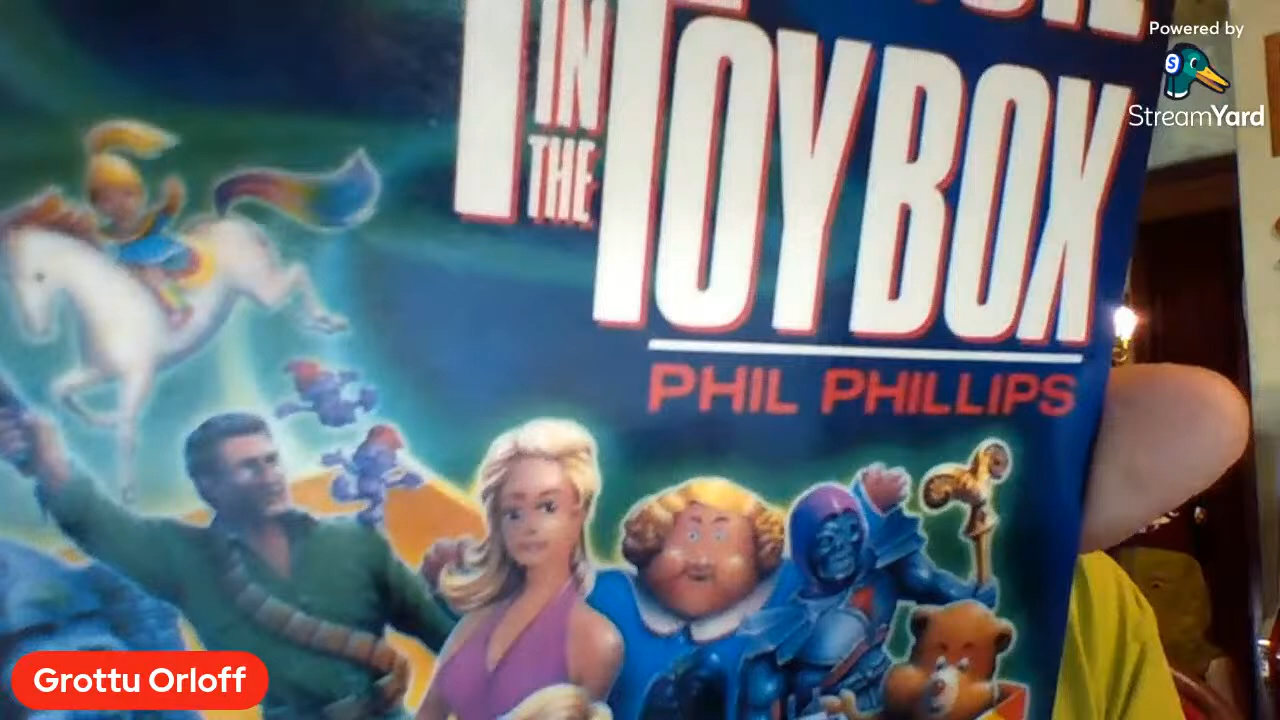 IN
THE
TOYBOX
PHIL PHILLIPS
Powered by
StreamYard
Grottu Orloff